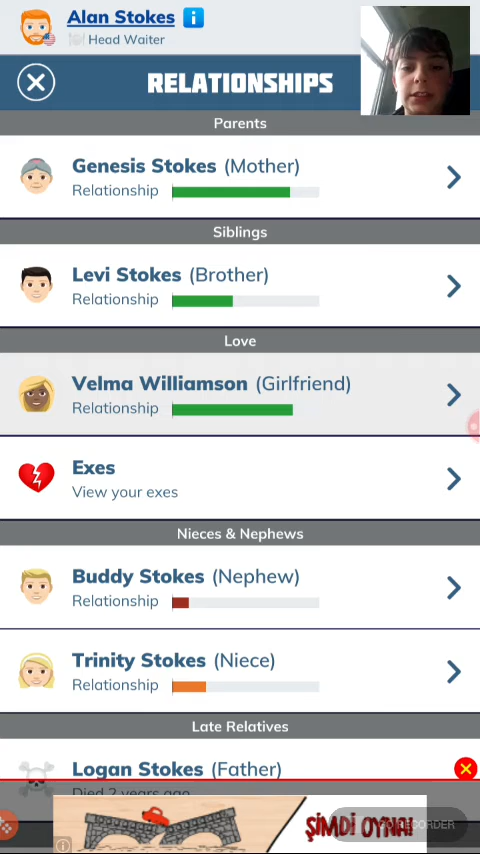 Alan Stokes
Head Waiter
RELATIONSHIPS
Parents
Genesis Stokes (Mother)
Relationship
Siblings
Levi Stokes (Brother)
Relationship
Love
Velma Williamson (Girlfriend)
Relationship
Exes
View your exes
Nieces & Nephews
Buddy Stokes (Nephew)
Relationship
Trinity Stokes (Niece)
Relationship
Late Relatives
Logan Stokes (Father)
Died 2 years ago
ŞİMDİ OYNA!
GO RECORDER